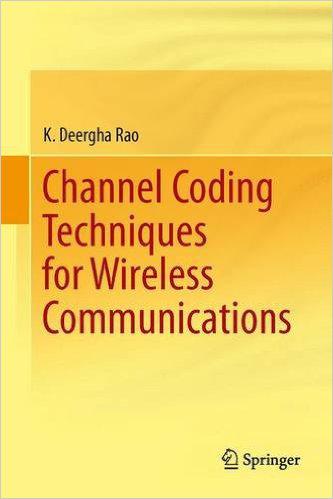 K. Deergha Rao
Channel Coding
Techniques
for Wireless
Communications
Springer